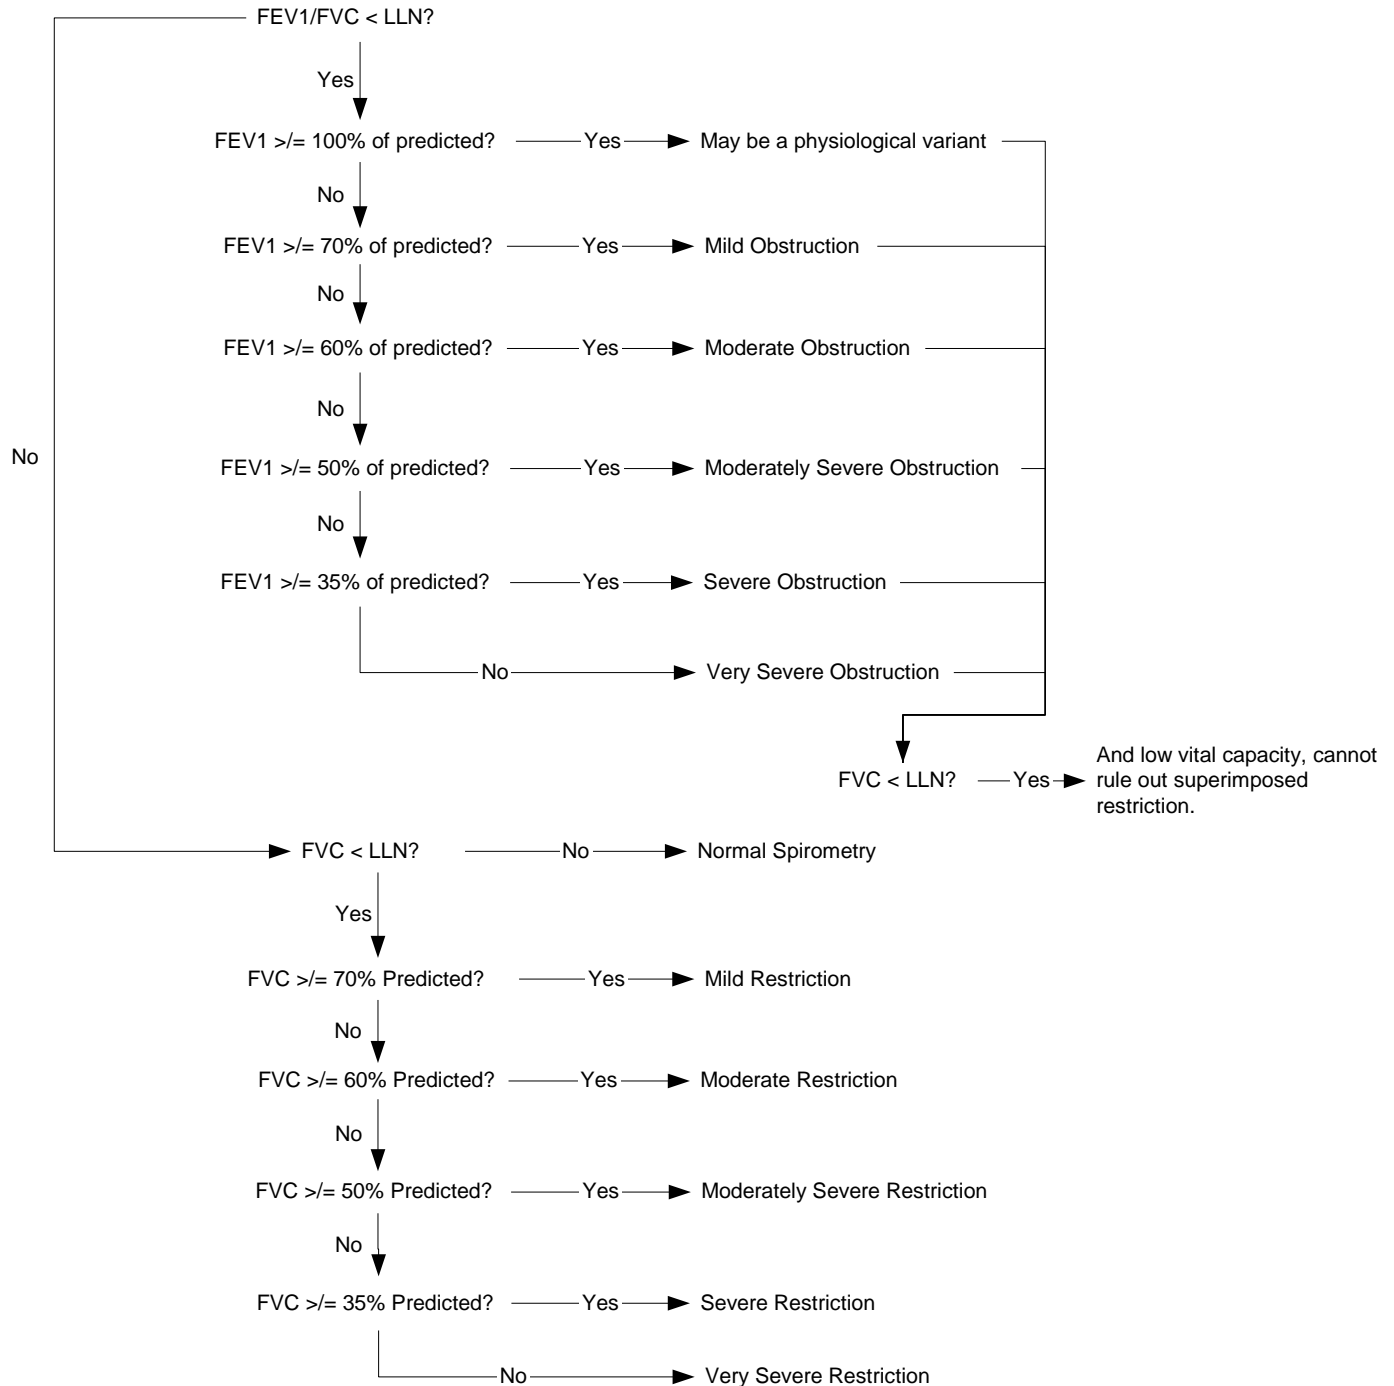 FEV1/FVC < LLN?
Yes
FEV1 >/= 100% of predicted?
Yes
May be a physiological variant
No
FEV1 >/= 70% of predicted?
Yes
Mild Obstruction
No
FEV1 >/= 60% of predicted?
Yes
Moderate Obstruction
No
No
FEV1 >/= 50% of predicted?
Yes
Moderately Severe Obstruction
No
FEV1 >/= 35% of predicted?
Yes
Severe Obstruction
No
Very Severe Obstruction
FVC < LLN?
Yes
And low vital capacity, cannot
rule out superimposed
restriction.
FVC < LLN?
No
Normal Spirometry
Yes
FVC >/= 70% Predicted?
Yes
Mild Restriction
No
FVC >/= 60% Predicted?
Yes
Moderate Restriction
No
FVC >/= 50% Predicted?
Yes
Moderately Severe Restriction
No
FVC >/= 35% Predicted?
Yes
Severe Restriction
No
Very Severe Restriction